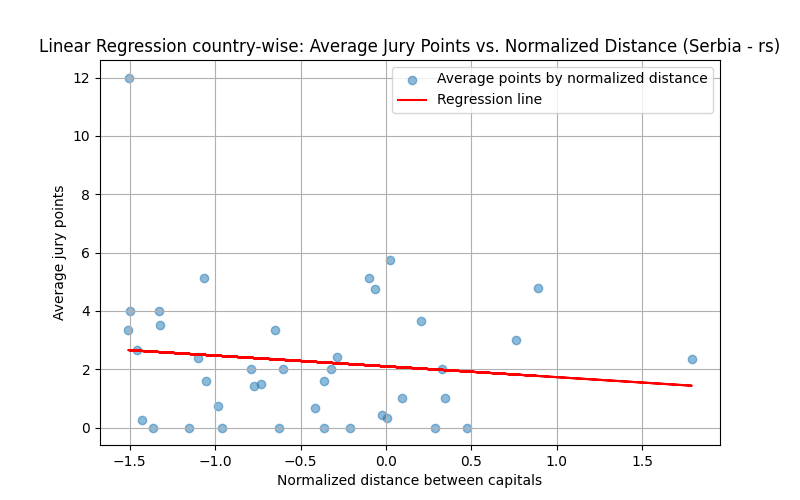 Linear Regression country-wise: Average Jury Points vs. Normalized Distance (Serbia - rs)
Average points by normalized distance
Regression line
Average jury points
12
10
8
6
4
2
0
−1.5
−1.0
−0.5
0.0
0.5
1.0
1.5
Normalized distance between capitals